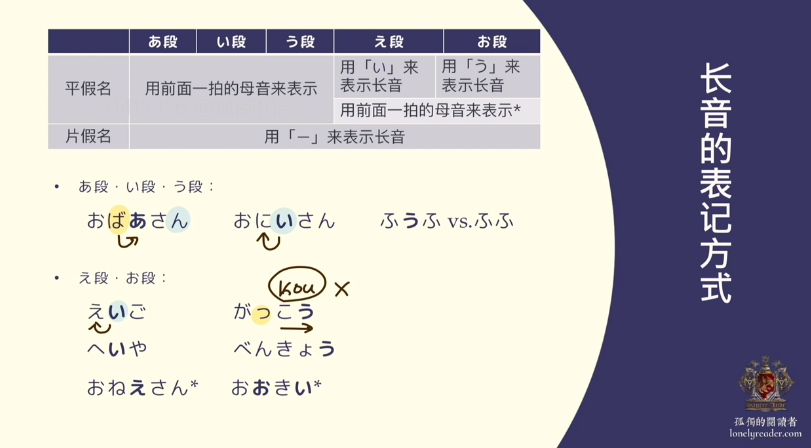 あ段 い段 う段 え段 お段
平假名 用前面一拍的母音来表示 用「い」来表示长音 用「う」来表示长音
用前面一拍的母音来表示*
片假名 用「ー」来表示长音
• あ段・い段・う段：
おばあさん おにいさん ふうふ vs.ふふ
• え段・お段：
kou ×
えいご がっこう
へいや べんきょう
おねえさん* おおきい*
长音的表记方式
孤獨的閱讀者
lonelyreader.com